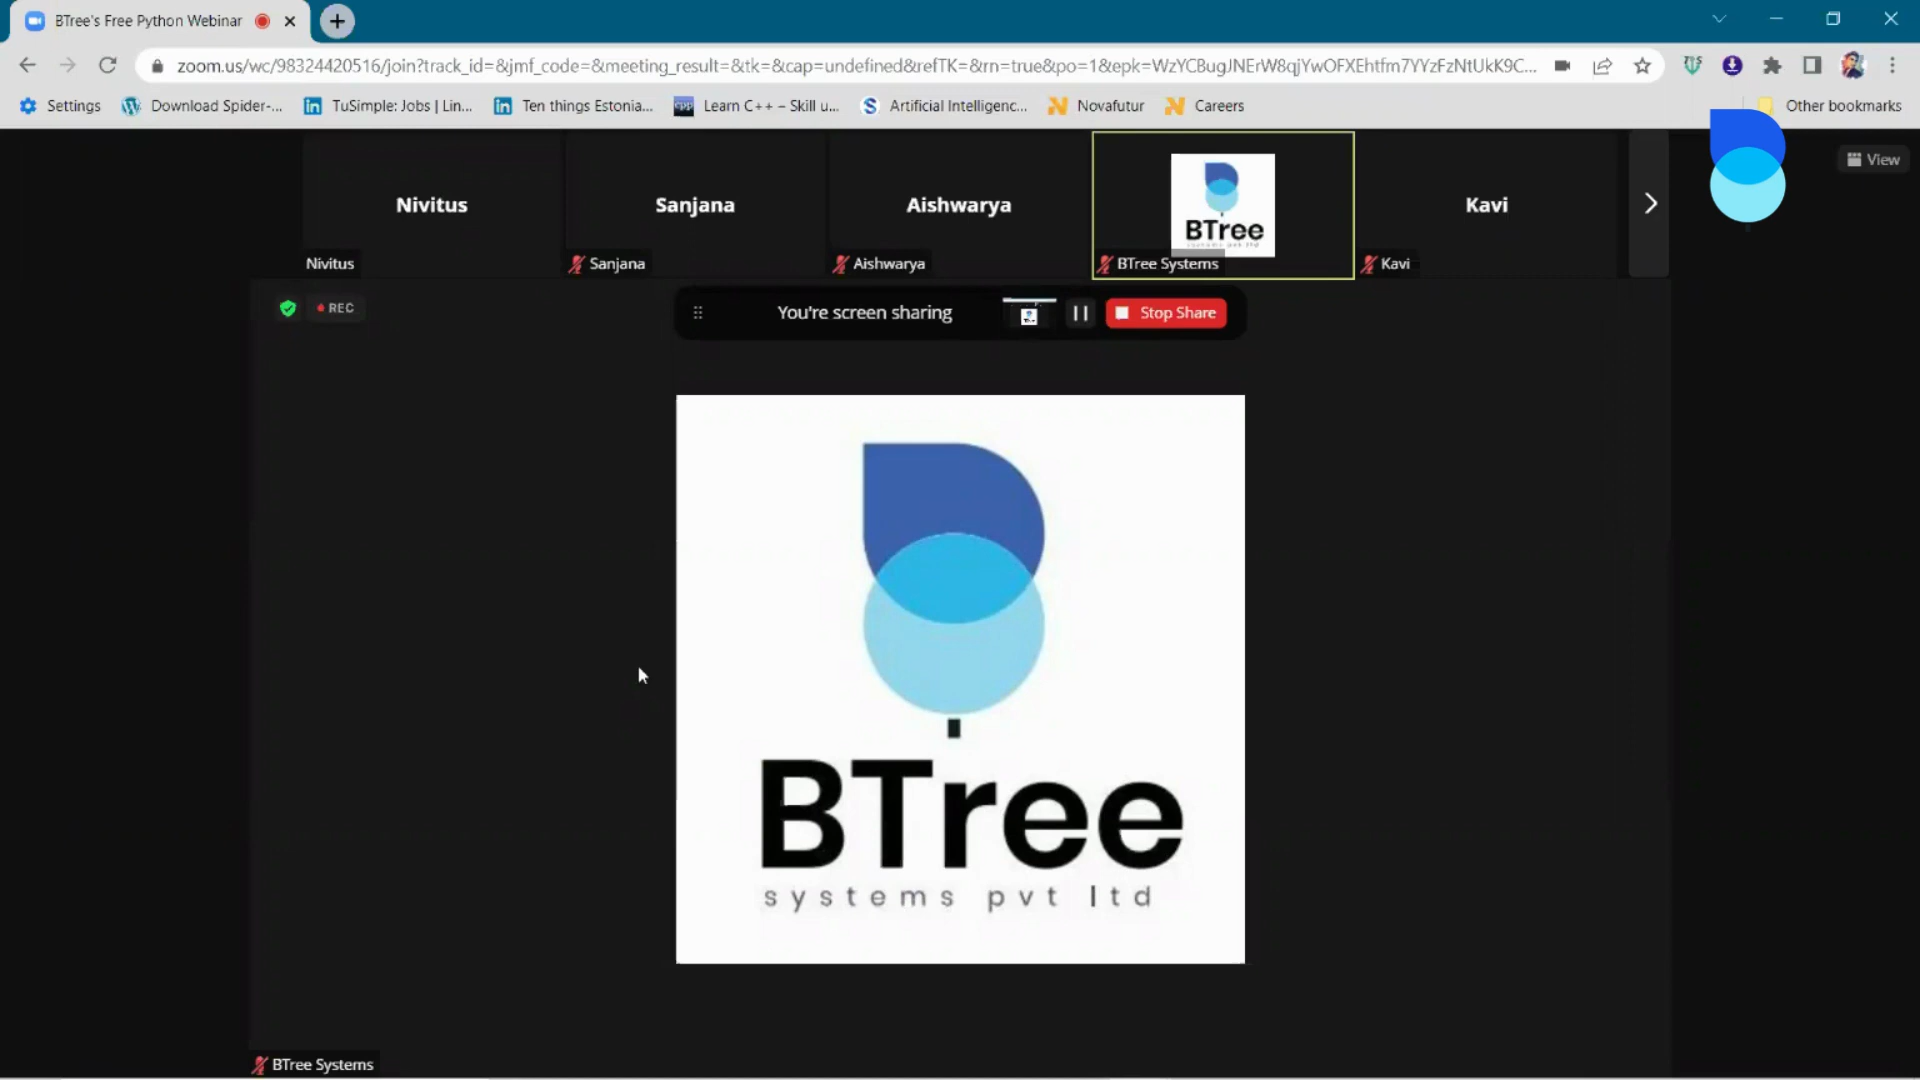 BTree's Free Python Webinar
zoom.us/wc/98324420516/join?track_id=&jmf_code=&meeting_result=&tk=&cap=undefined&refTK=&rn=true&po=1&epk=WzYCBugJNErW8qjYwOFXEhtfm7YYzFzNtUkK9C...
Settings Download Spider-... TuSimple: Jobs | Lin... Ten things Estonia... Learn C++ – Skill u... Artificial Intelligenc... Novafutur Careers Other bookmarks
View
Nivitus Sanjana Aishwarya BTree Kavi
Nivitus Sanjana Aishwarya BTree Systems Kavi
REC You're screen sharing Stop Share
BTree
systems pvt ltd
BTree Systems